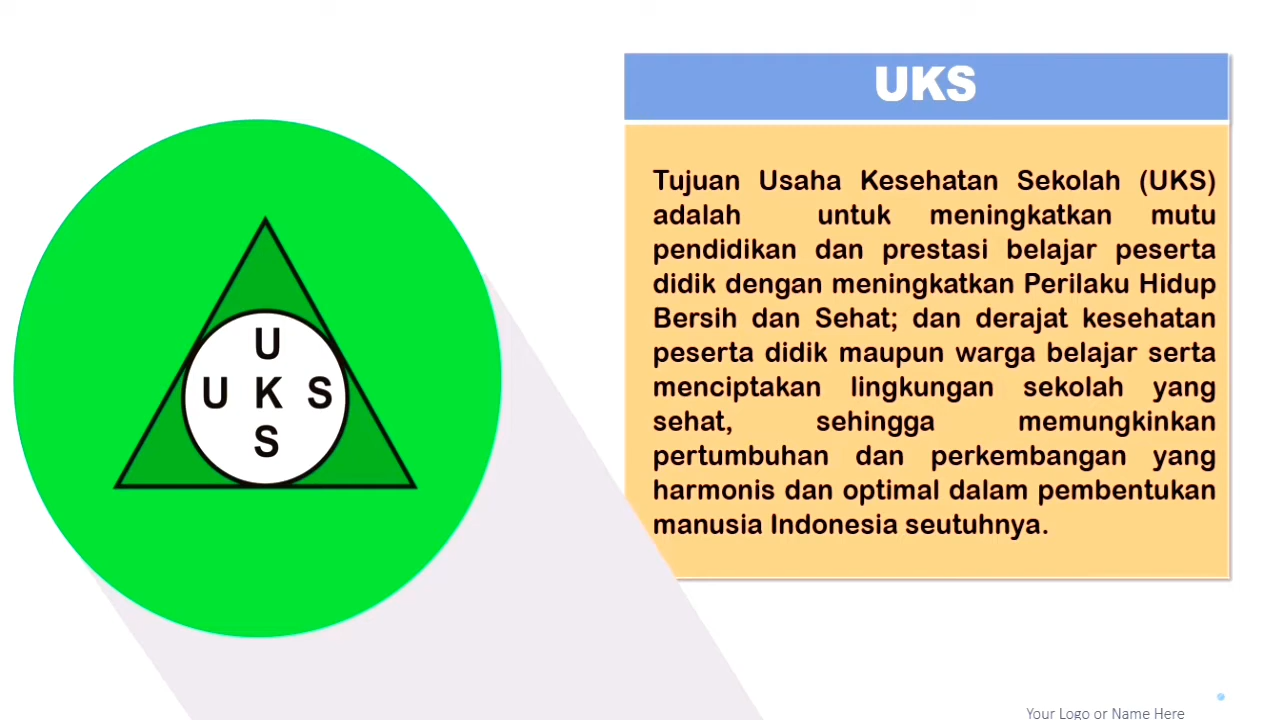 UKS
U
U K S
S
Tujuan Usaha Kesehatan Sekolah (UKS)
adalah untuk meningkatkan mutu
pendidikan dan prestasi belajar peserta
didik dengan meningkatkan Perilaku Hidup
Bersih dan Sehat; dan derajat kesehatan
peserta didik maupun warga belajar serta
menciptakan lingkungan sekolah yang
sehat, sehingga memungkinkan
pertumbuhan dan perkembangan yang
harmonis dan optimal dalam pembentukan
manusia Indonesia seutuhnya.
Your Logo or Name Here